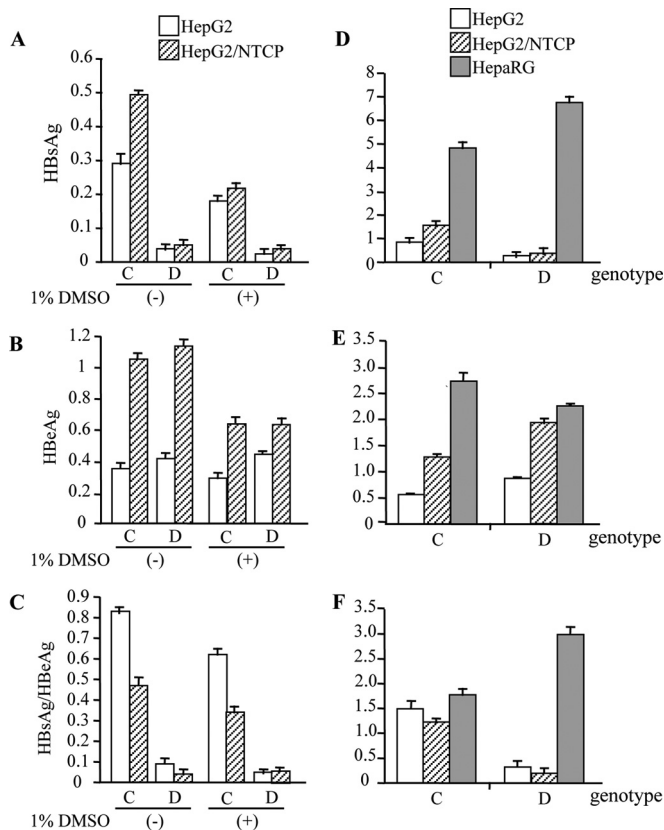 A
HepG2
HepG2/NTCP
HBsAg
0.5
0.4
0.3
0.2
0.1
0
C D C D
1% DMSO (-) (+)
B
HBeAg
1.2
1
0.8
0.6
0.4
0.2
0
C D C D
1% DMSO (-) (+)
C
HBsAg/HBeAg
0.9
0.8
0.7
0.6
0.5
0.4
0.3
0.2
0.1
0
C D C D
1% DMSO (-) (+)
D
HepG2
HepG2/NTCP
HepaRG
8
7
6
5
4
3
2
1
0
C D genotype
E
3.5
3.0
2.5
2.0
1.5
1.0
0.5
0
C D genotype
F
3.5
3.0
2.5
2.0
1.5
1.0
0.5
0
C D genotype